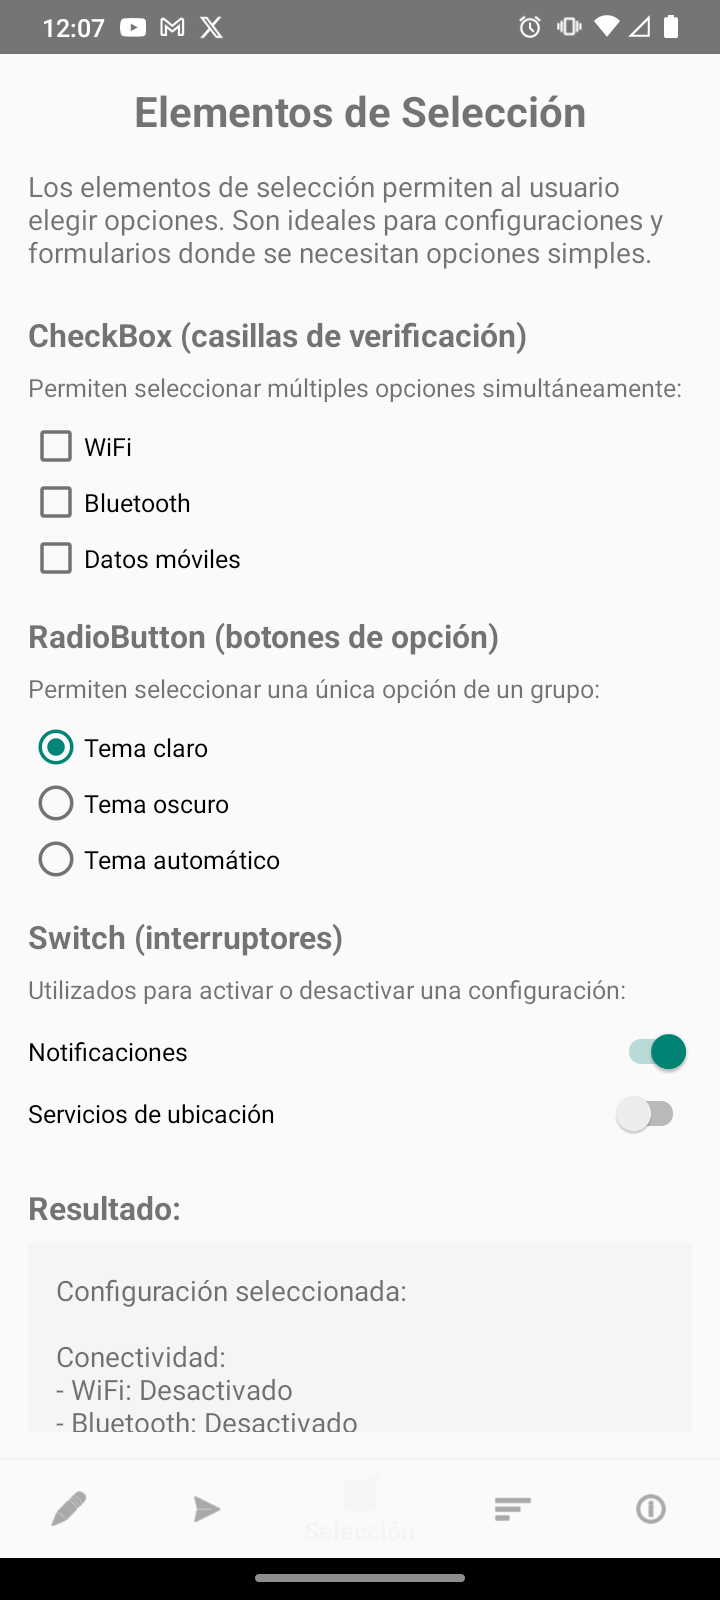 12:07
Elementos de Selección
Los elementos de selección permiten al usuario
elegir opciones. Son ideales para configuraciones y
formularios donde se necesitan opciones simples.
CheckBox (casillas de verificación)
Permiten seleccionar múltiples opciones simultáneamente:
WiFi
Bluetooth
Datos móviles
RadioButton (botones de opción)
Permiten seleccionar una única opción de un grupo:
Tema claro
Tema oscuro
Tema automático
Switch (interruptores)
Utilizados para activar o desactivar una configuración:
Notificaciones
Servicios de ubicación
Resultado:
Configuración seleccionada:
Conectividad:
- WiFi: Desactivado
- Bluetooth: Desactivado
Selección